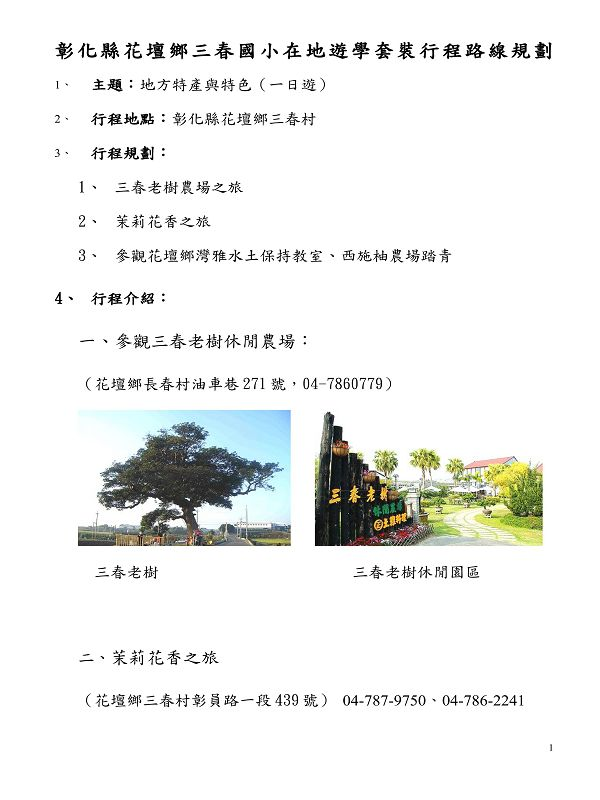 彰化縣花壇鄉三春國小在地遊學套裝行程路線規劃
1、 主題：地方特產與特色（一日遊）
2、 行程地點：彰化縣花壇鄉三春村
3、 行程規劃：
1、 三春老樹農場之旅
2、 茉莉花香之旅
3、 參觀花壇鄉灣雅水土保持教室、西施柚農場踏青
4、 行程介紹：
一、參觀三春老樹休閒農場：
（花壇鄉長春村油車巷 271 號，04-7860779）
三春老樹
休閒農場
土雞料理
三春老樹
三春老樹休閒園區
二、茉莉花香之旅
（花壇鄉三春村彰員路一段 439 號） 04-787-9750、04-786-2241
1